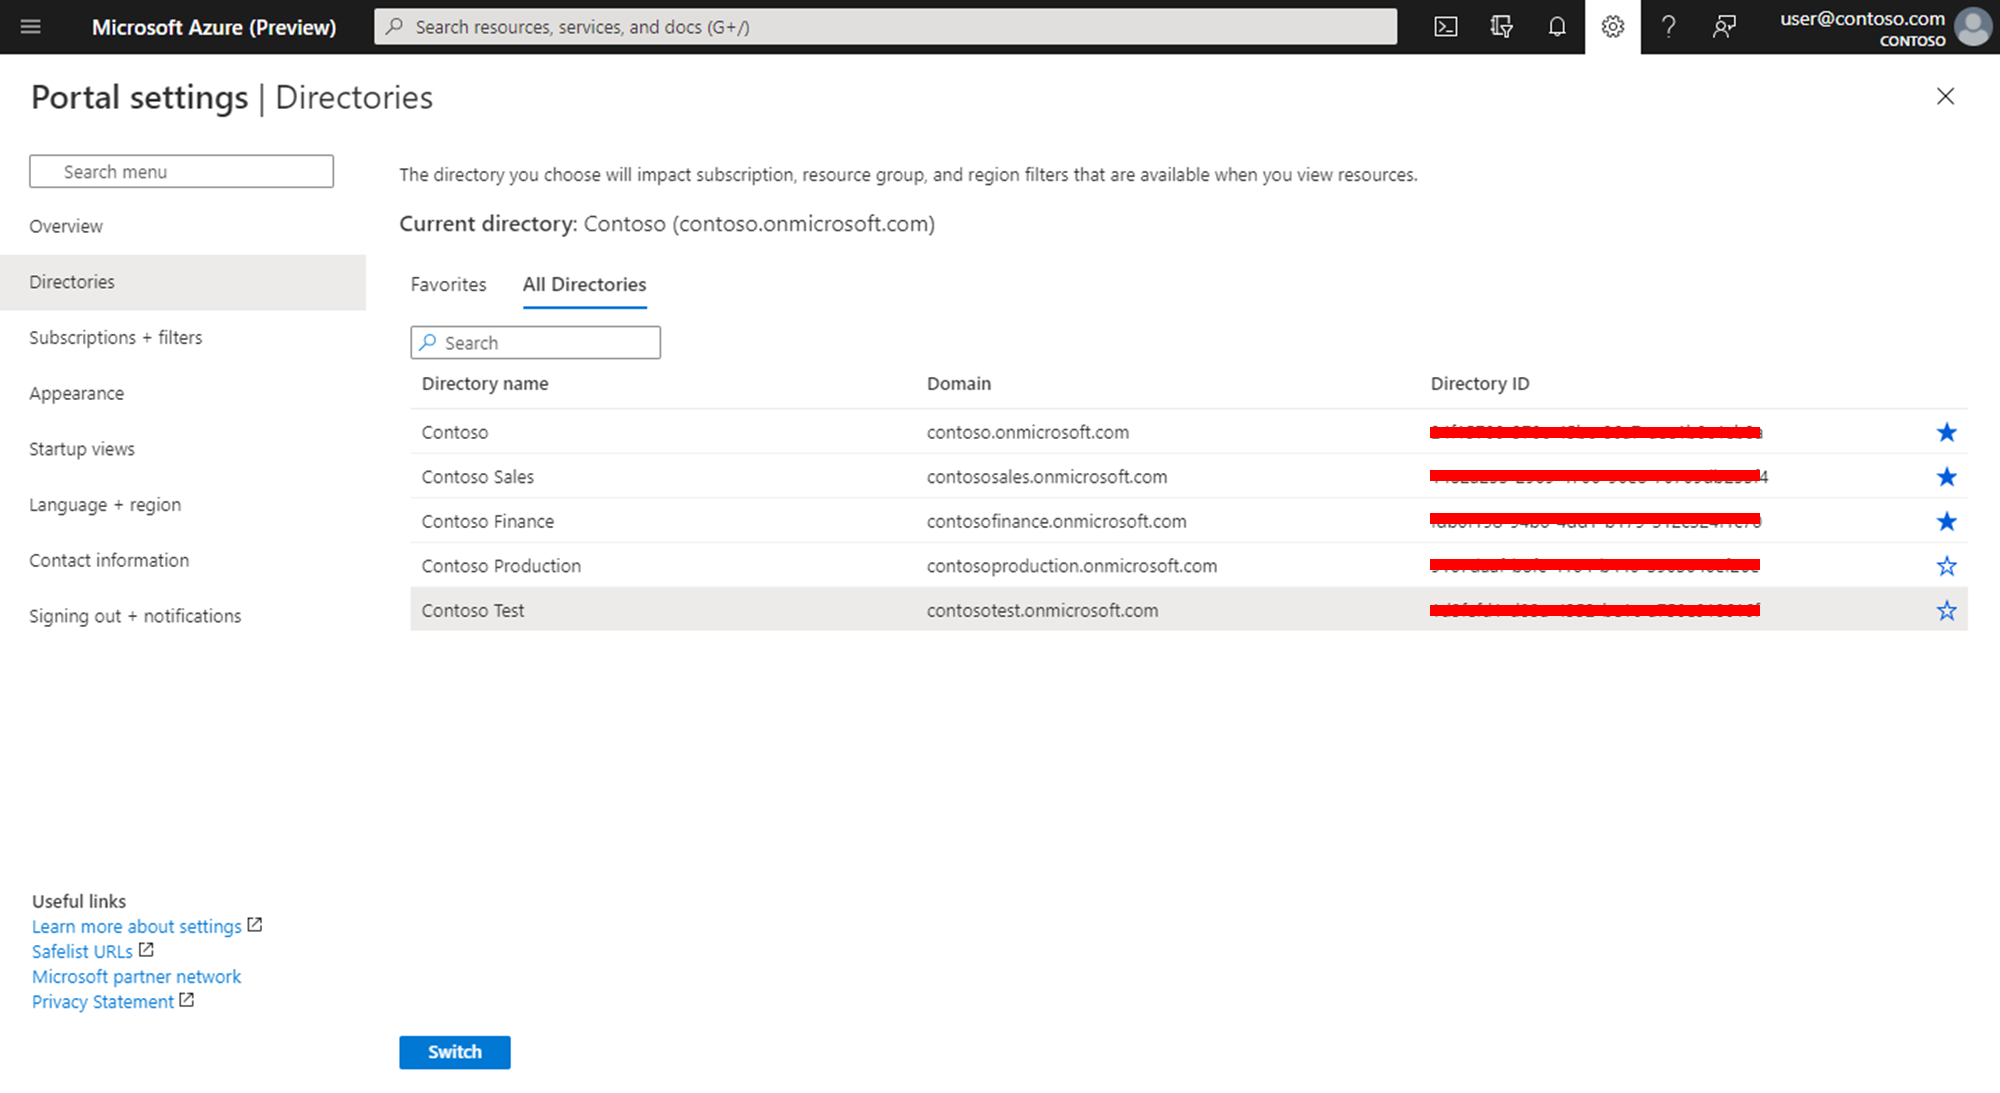 Microsoft Azure (Preview)
Search resources, services, and docs (G+/)
user@contoso.com
CONTOSO
Portal settings | Directories
Search menu
Overview
Directories
Subscriptions + filters
Appearance
Startup views
Language + region
Contact information
Signing out + notifications
Useful links
Learn more about settings
Safelist URLs
Microsoft partner network
Privacy Statement
The directory you choose will impact subscription, resource group, and region filters that are available when you view resources.
Current directory: Contoso (contoso.onmicrosoft.com)
Favorites All Directories
Search
Directory name Domain Directory ID
Contoso contoso.onmicrosoft.com
Contoso Sales contososales.onmicrosoft.com
Contoso Finance contosofinance.onmicrosoft.com
Contoso Production contosoproduction.onmicrosoft.com
Contoso Test contosotest.onmicrosoft.com
Switch